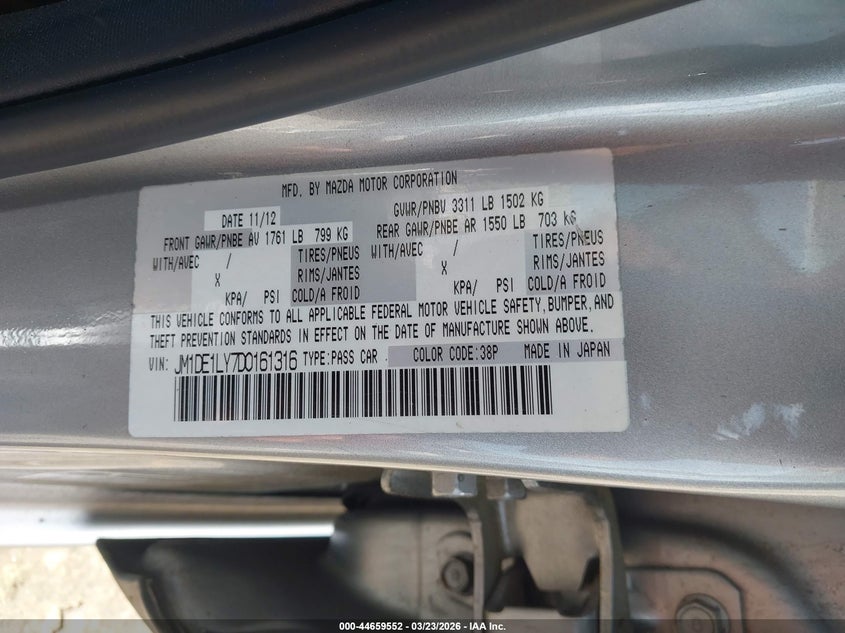 MFD. BY MAZDA MOTOR CORPORATION
DATE 11/12 GVWR/PNBV 3311 LB 1502 KG
FRONT GAWR/PNBE AV 1761 LB 799 KG REAR GAWR/PNBE AR 1550 LB 703 KG
WITH/AVEC / TIRES/PNEUS WITH/AVEC / TIRES/PNEUS
X RIMS/JANTES X RIMS/JANTES
KPA/ PSI COLD/A FROID KPA/ PSI COLD/A FROID
THIS VEHICLE CONFORMS TO ALL APPLICABLE FEDERAL MOTOR VEHICLE SAFETY, BUMPER, AND
THEFT PREVENTION STANDARDS IN EFFECT ON THE DATE OF MANUFACTURE SHOWN ABOVE.
VIN: JM1DE1LY7D0161316 TYPE:PASS CAR COLOR CODE:38P MADE IN JAPAN
000-44659552 — 03/23/2026 — IAA Inc.